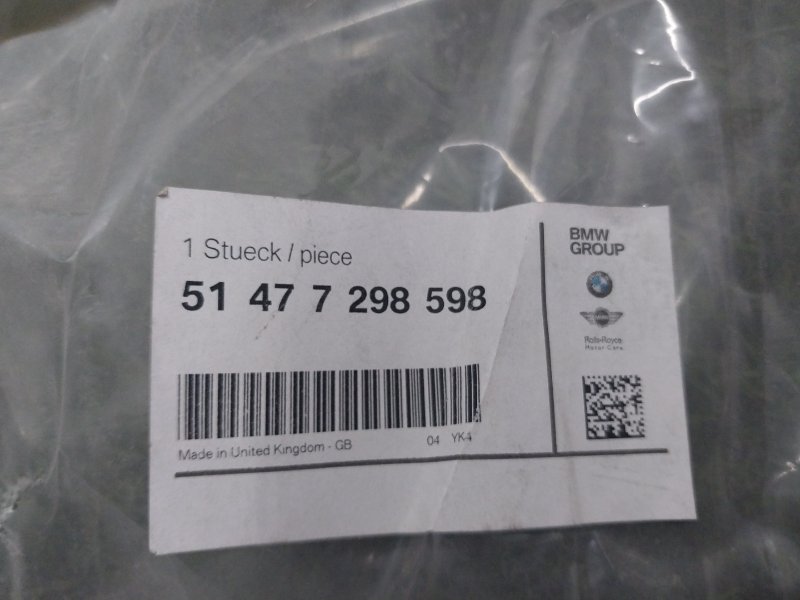 1 Stueck / piece
51 47 7 298 598
Made in United Kingdom - GB
04 YK4
BMW
GROUP
Rolls-Royce
Motor Cars